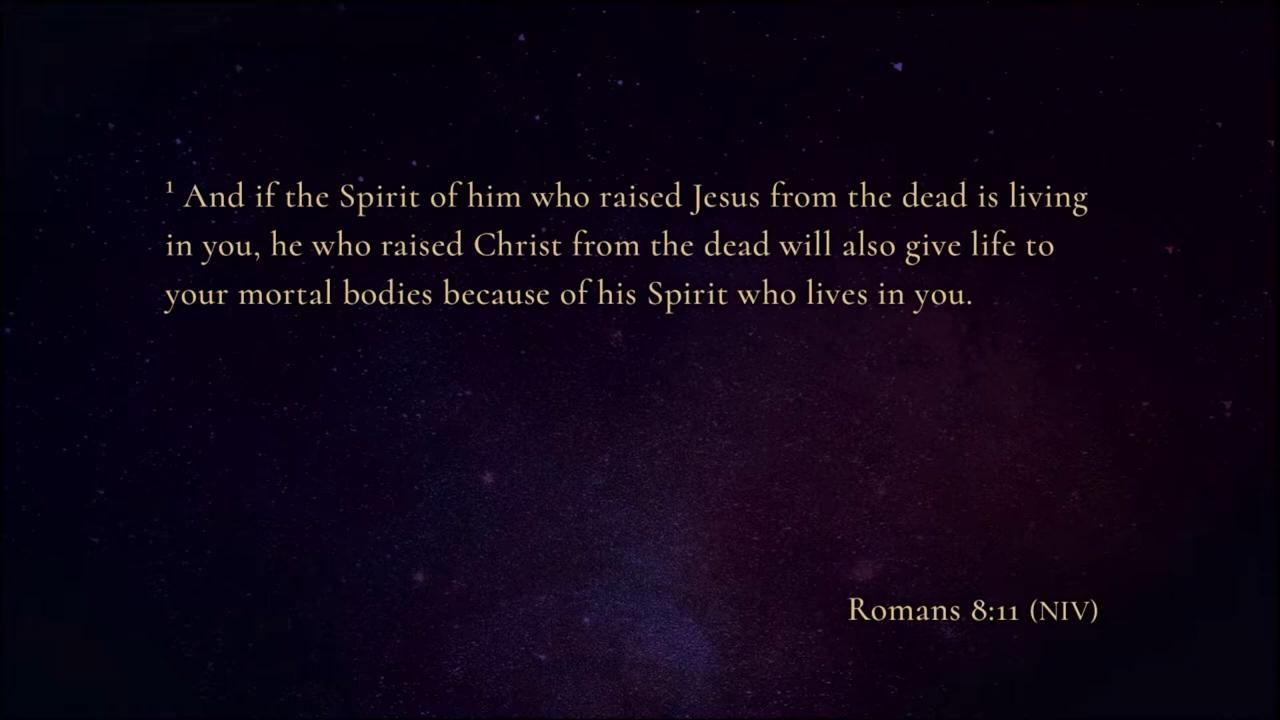 ¹ And if the Spirit of him who raised Jesus from the dead is living
in you, he who raised Christ from the dead will also give life to
your mortal bodies because of his Spirit who lives in you.
Romans 8:11 (NIV)